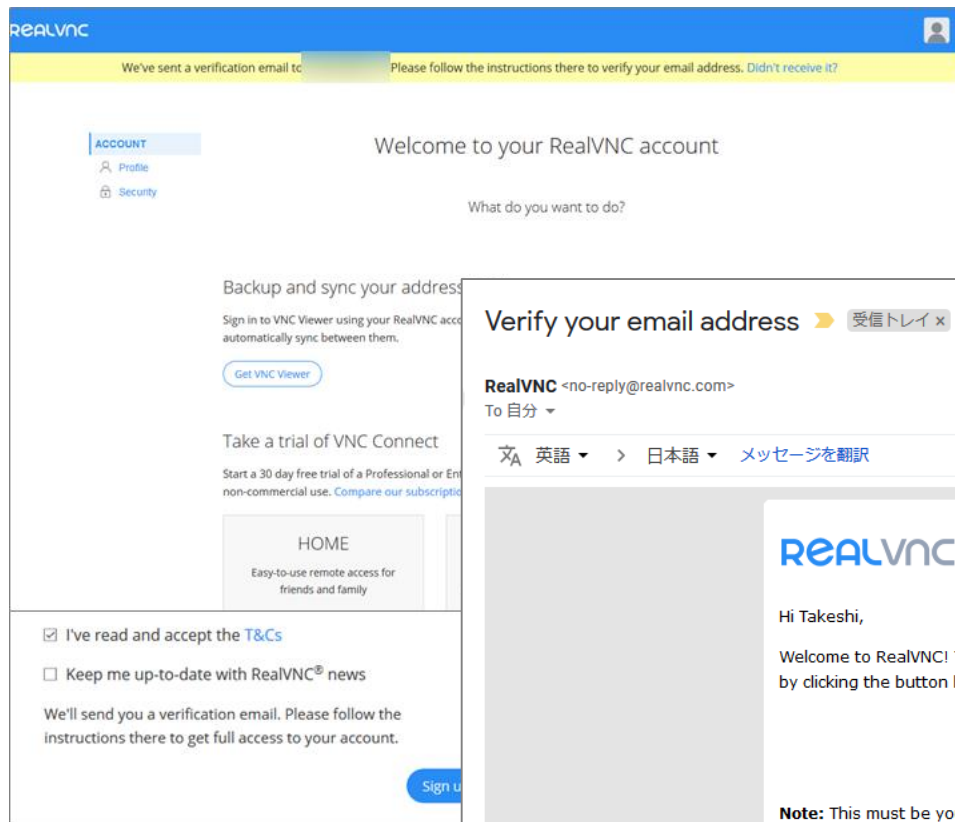 RealVNC
We've sent a verification email to Please follow the instructions there to verify your email address. Didn't receive it?
ACCOUNT
Profile
Security
Welcome to your RealVNC account
What do you want to do?
Backup and sync your address
Sign in to VNC Viewer using your RealVNC acco
automatically sync between them.
Get VNC Viewer
Take a trial of VNC Connect
Start a 30 day free trial of a Professional or Ent
non-commercial use. Compare our subscriptio
HOME
Easy-to-use remote access for
friends and family
I've read and accept the T&Cs
Keep me up-to-date with RealVNC® news
We'll send you a verification email. Please follow the
instructions there to get full access to your account.
Sign u
Verify your email address 受信トレイ x
RealVNC <no-reply@realvnc.com>
To 自分
英語 > 日本語 メッセージを翻訳
RealVNC
Hi Takeshi,
Welcome to RealVNC!
by clicking the button
Note: This must be yo